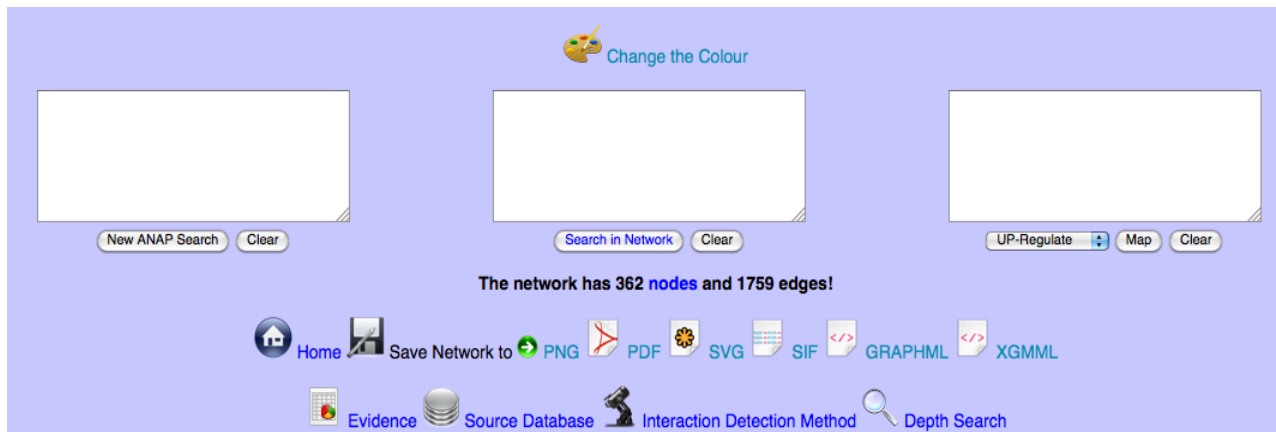 Change the Colour
New ANAP Search Clear Search in Network Clear UP-Regulate Map Clear
The network has 362 nodes and 1759 edges!
Home Save Network to PNG PDF SVG SIF GRAPHML XGMML
Evidence Source Database Interaction Detection Method Depth Search